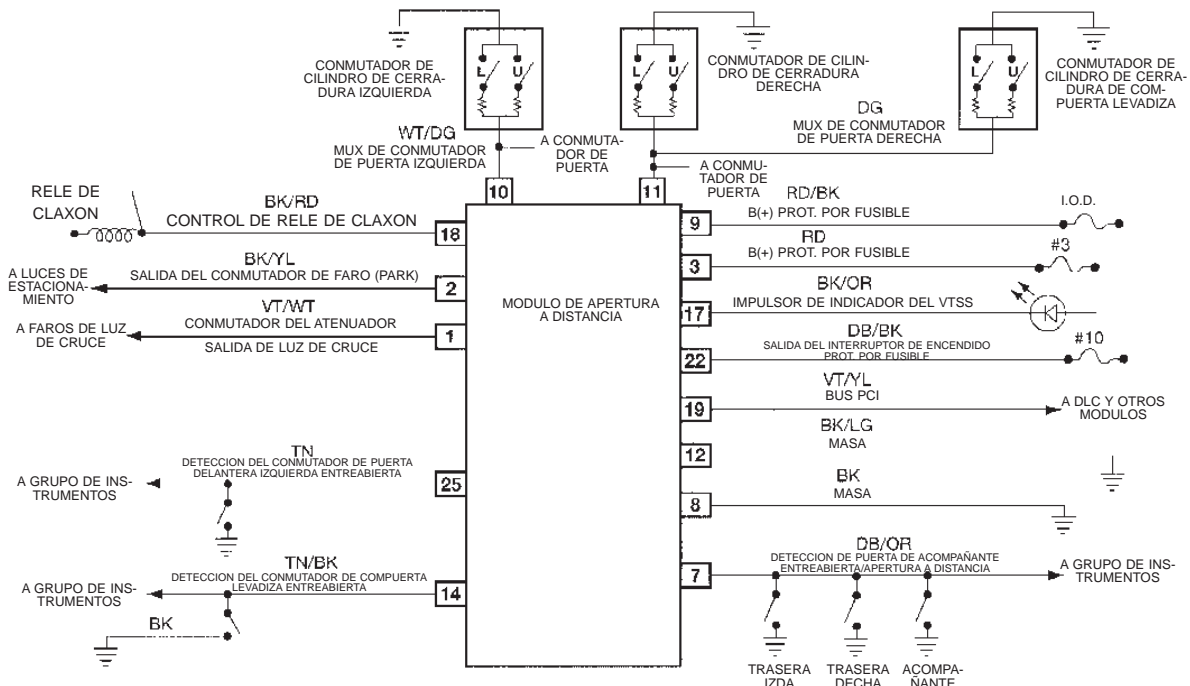 CONMUTADOR DE
CILINDRO DE CERRA-
DURA IZQUIERDA
L
U
CONMUTADOR DE CILIN-
DRO DE CERRADURA
DERECHA
L
U
CONMUTADOR DE
CILINDRO DE CERRA-
DURA DE COM-
PUERTA LEVADIZA
L
U
WT/DG
MUX DE CONMUTADOR
DE PUERTA IZQUIERDA
A CONMUTA-
DOR DE
PUERTA
DG
MUX DE CONMUTADOR
DE PUERTA DERECHA
A CONMU-
TADOR DE
PUERTA
10
11
MODULO DE APERTURA
A DISTANCIA
RELE DE
CLAXON
BK/RD
CONTROL DE RELE DE CLAXON
18
A LUCES DE
ESTACIONA-
MIENTO
BK/YL
SALIDA DEL CONMUTADOR DE FARO (PARK)
2
A FAROS DE LUZ
DE CRUCE
VT/WT
CONMUTADOR DEL ATENUADOR
SALIDA DE LUZ DE CRUCE
1
A GRUPO DE INS-
TRUMENTOS
TN
DETECCION DEL CONMUTADOR DE PUERTA
DELANTERA IZQUIERDA ENTREABIERTA
25
A GRUPO DE INS-
TRUMENTOS
TN/BK
DETECCION DEL CONMUTADOR DE COMPUERTA
LEVADIZA ENTREABIERTA
14
BK
9
RD/BK
B(+) PROT. POR FUSIBLE
I.O.D.
3
RD
B(+) PROT. POR FUSIBLE
#3
17
BK/OR
IMPULSOR DE INDICADOR DEL VTSS
22
DB/BK
SALIDA DEL INTERRUPTOR DE ENCENDIDO
PROT. POR FUSIBLE
#10
19
VT/YL
BUS PCI
A DLC Y OTROS
MODULOS
12
BK/LG
MASA
8
BK
MASA
7
DB/OR
DETECCION DE PUERTA DE ACOMPAÑANTE
ENTREABIERTA/APERTURA A DISTANCIA
A GRUPO DE INS-
TRUMENTOS
TRASERA
IZDA
TRASERA
DECHA
ACOMPA-
ÑANTE